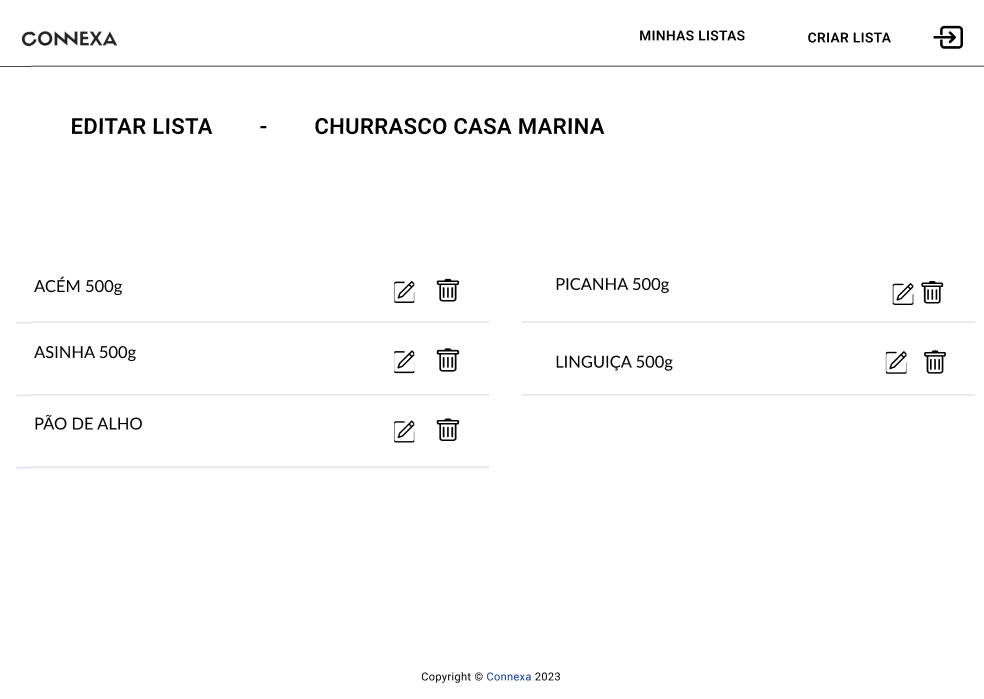 CONNEXA
MINHAS LISTAS
CRIAR LISTA
EDITAR LISTA - CHURRASCO CASA MARINA
ACÉM 500g
PICANHA 500g
ASINHA 500g
LINGUIÇA 500g
PÃO DE ALHO
Copyright © Connexa 2023